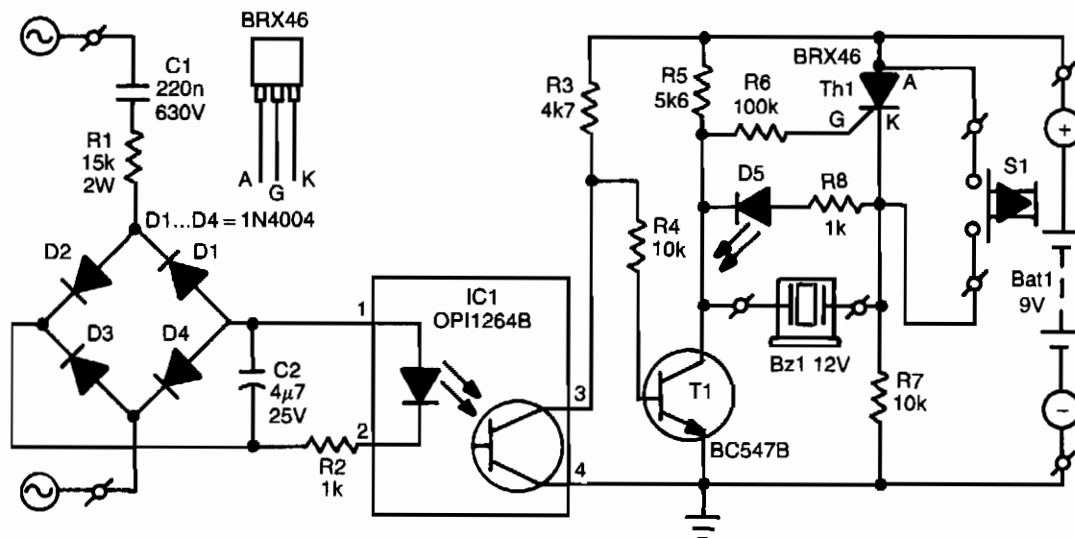 BRX46
C1
220n
630V
R1
15k
2W
A
G
K
D1...D4 = 1N4004
D2
D1
D3
D4
C2
4µ7
25V
R2
1k
IC1
OPI1264B
1
2
3
4
R3
4k7
R4
10k
R5
5k6
R6
100k
BRX46
Th1
A
G
K
D5
R8
1k
S1
Bz1 12V
T1
BC547B
R7
10k
+
Bat1
9V
−